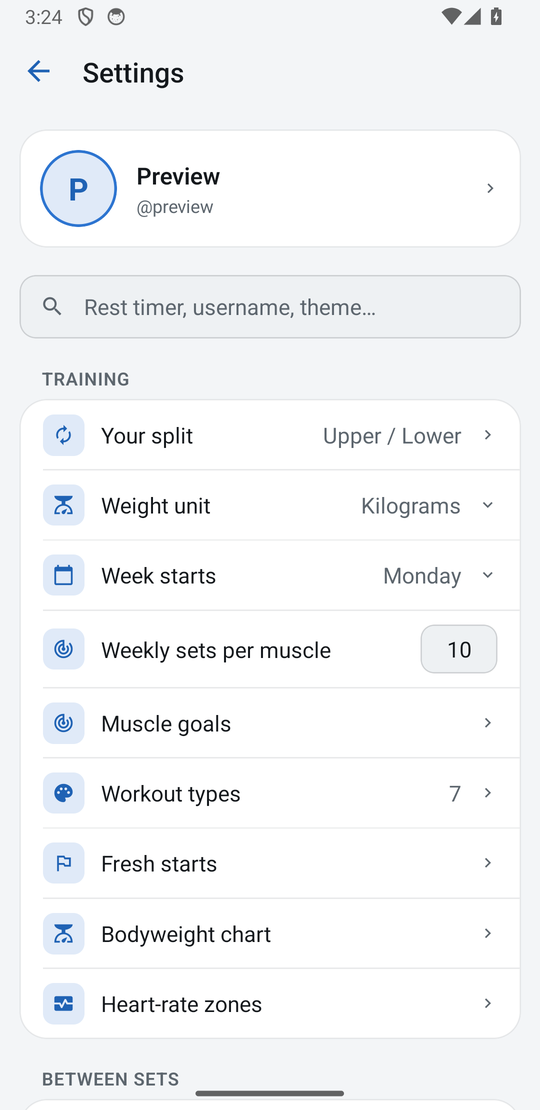 3:24
Settings
P
Preview
@preview
Rest timer, username, theme…
TRAINING
Your split Upper / Lower
Weight unit Kilograms
Week starts Monday
Weekly sets per muscle 10
Muscle goals
Workout types 7
Fresh starts
Bodyweight chart
Heart-rate zones
BETWEEN SETS